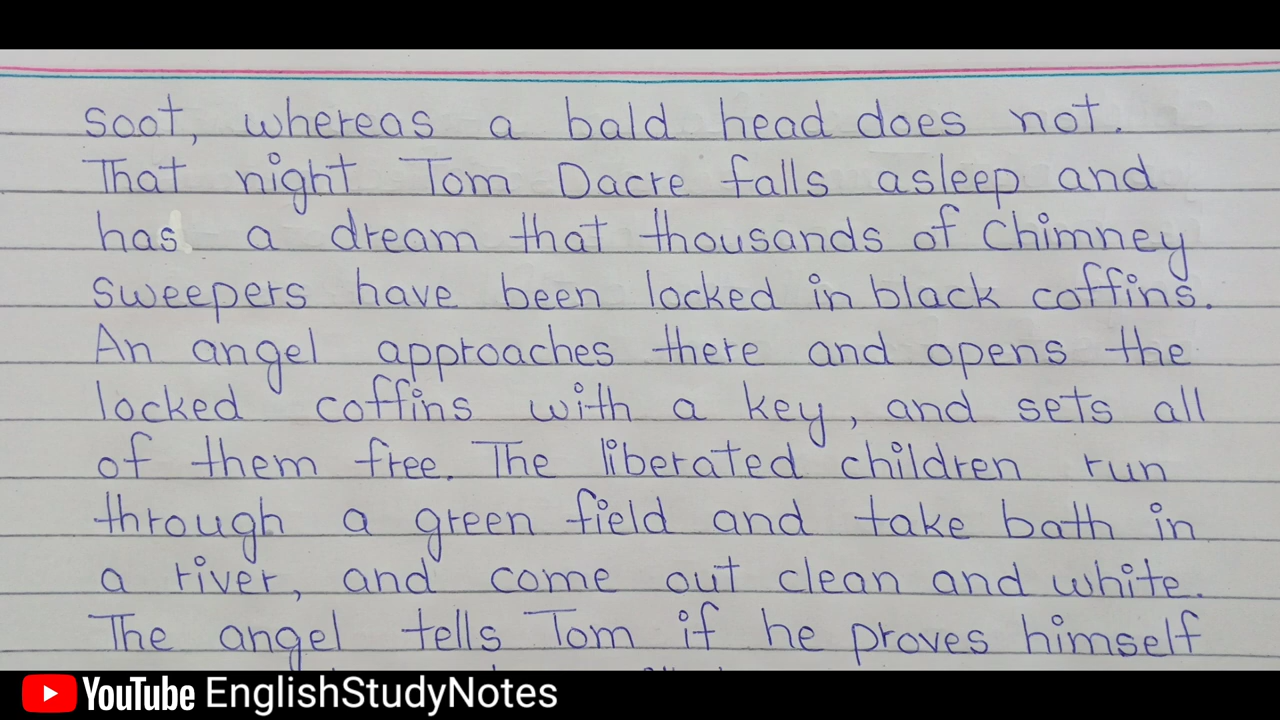 soot, whereas a bald head does not.
That night Tom Dacre falls asleep and
has a dream that thousands of Chimney
sweepers have been locked in black coffins.
An angel approaches there and opens the
locked coffins with a key, and sets all
of them free. The liberated children run
through a green field and take bath in
a river, and come out clean and white.
The angel tells Tom if he proves himself
YouTube EnglishStudyNotes